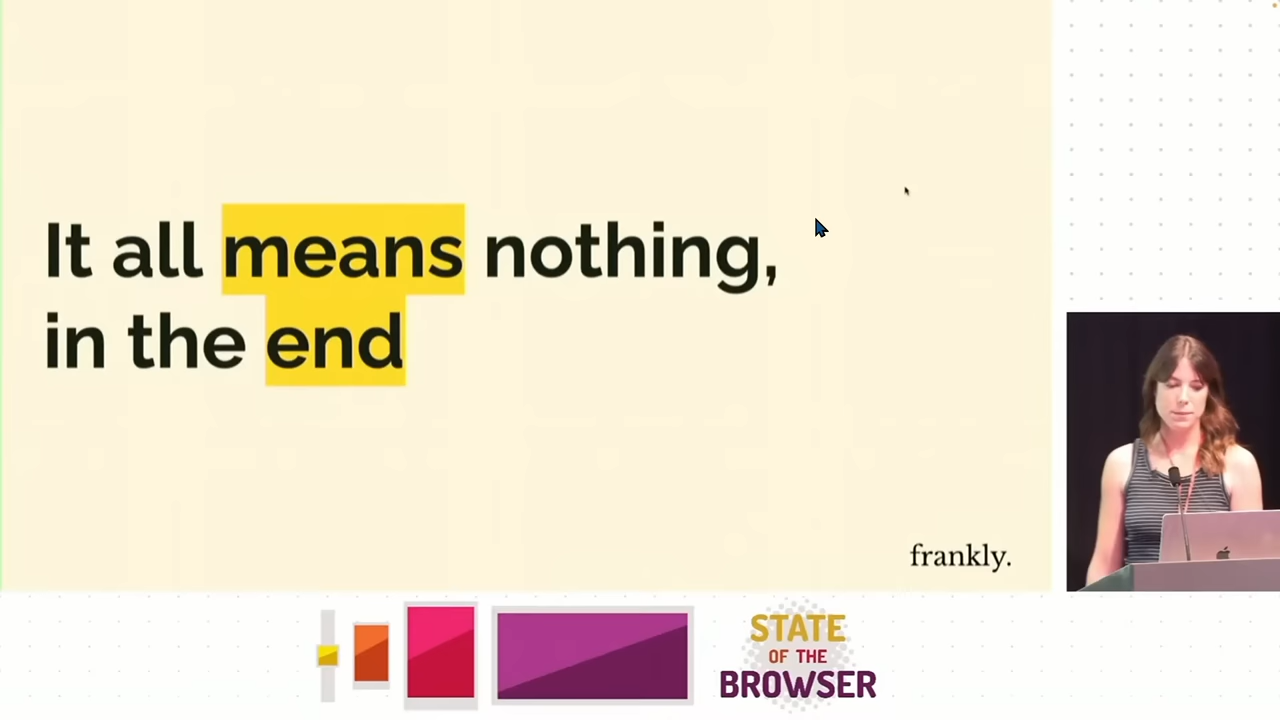 It all means nothing,
in the end
frankly.
STATE
OF THE
BROWSER